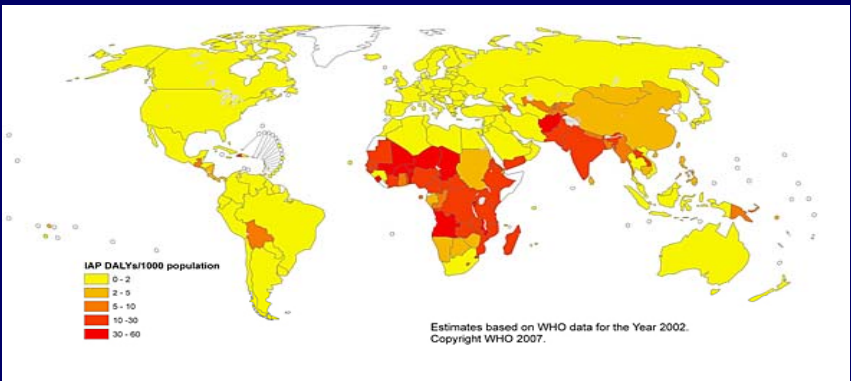 IAP DALYs/1000 population
0 - 2
2 - 5
5 - 10
10 -30
30 - 60
Estimates based on WHO data for the Year 2002.
Copyright WHO 2007.